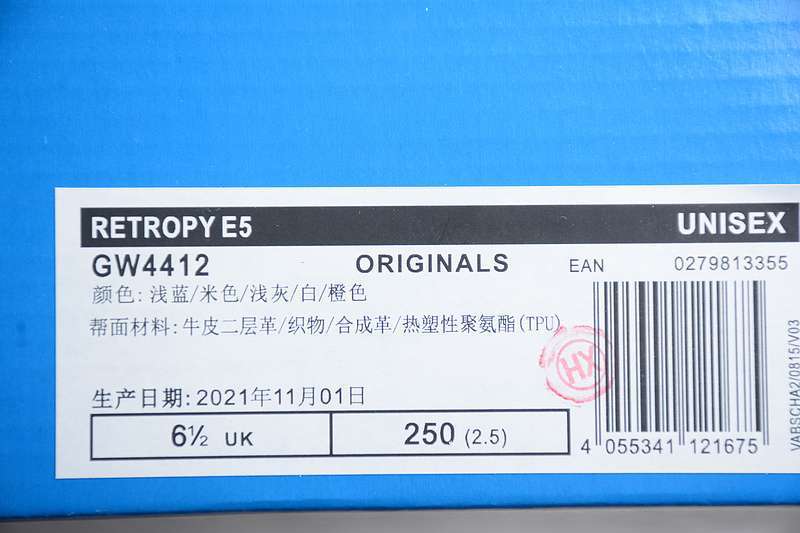 RETROPY E5 UNISEX
GW4412 ORIGINALS EAN 0279813355
颜色: 浅蓝/米色/浅灰/白/橙色
帮面材料: 牛皮二层革/织物/合成革/热塑性聚氨酯(TPU)
HX
生产日期: 2021年11月01日
6½ UK 250 (2.5)
4 055341 121675
VABSCHA2/0815/V03